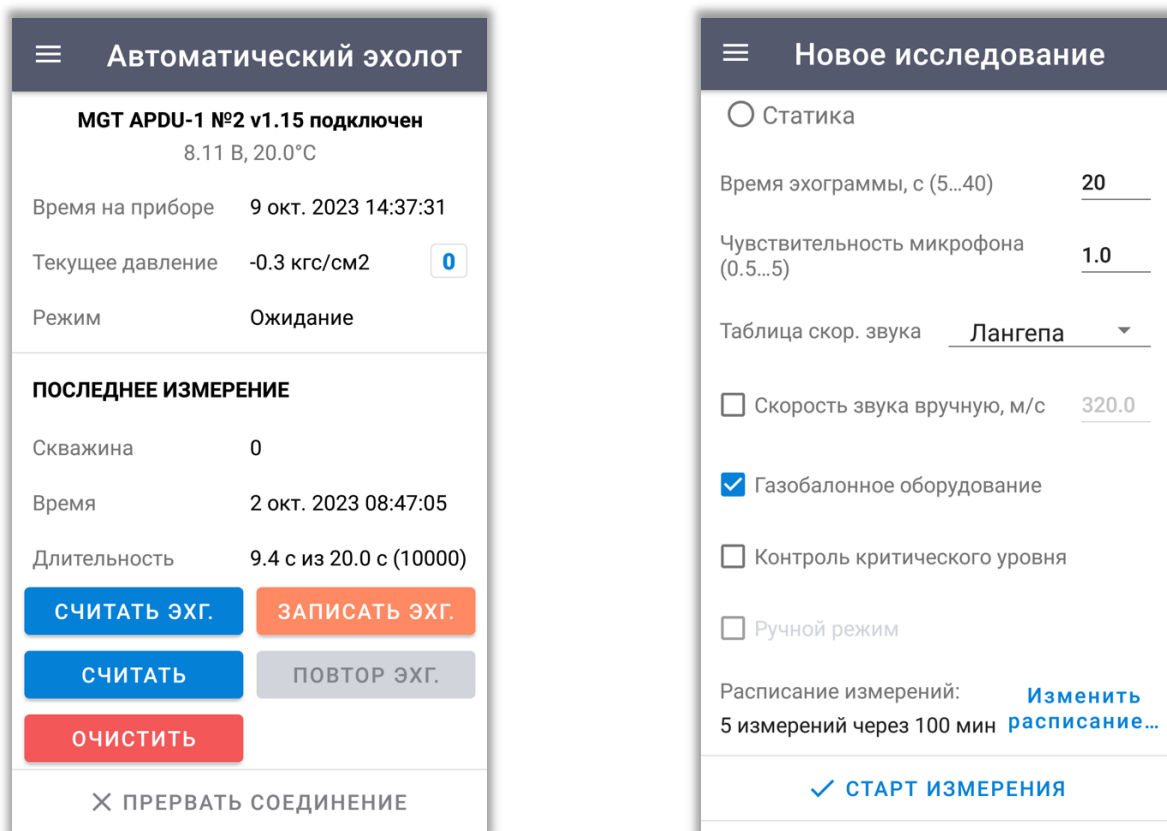 Автоматический эхолот
MGT APDU-1 №2 v1.15 подключен
8.11 В, 20.0°C
Время на приборе 9 окт. 2023 14:37:31
Текущее давление -0.3 кгс/см2 0
Режим Ожидание
ПОСЛЕДНЕЕ ИЗМЕРЕНИЕ
Скважина 0
Время 2 окт. 2023 08:47:05
Длительность 9.4 с из 20.0 с (10000)
СЧИТАТЬ ЭХГ. ЗАПИСАТЬ ЭХГ.
СЧИТАТЬ ПОВТОР ЭХГ.
ОЧИСТИТЬ
ПРЕРВАТЬ СОЕДИНЕНИЕ
Новое исследование
Статика
Время эхограммы, с (5...40) 20
Чувствительность микрофона
(0.5...5) 1.0
Таблица скор. звука Лангепа
Скорость звука вручную, м/с 320.0
Газобалонное оборудование
Контроль критического уровня
Ручной режим
Расписание измерений: Изменить
5 измерений через 100 мин расписание...
СТАРТ ИЗМЕРЕНИЯ